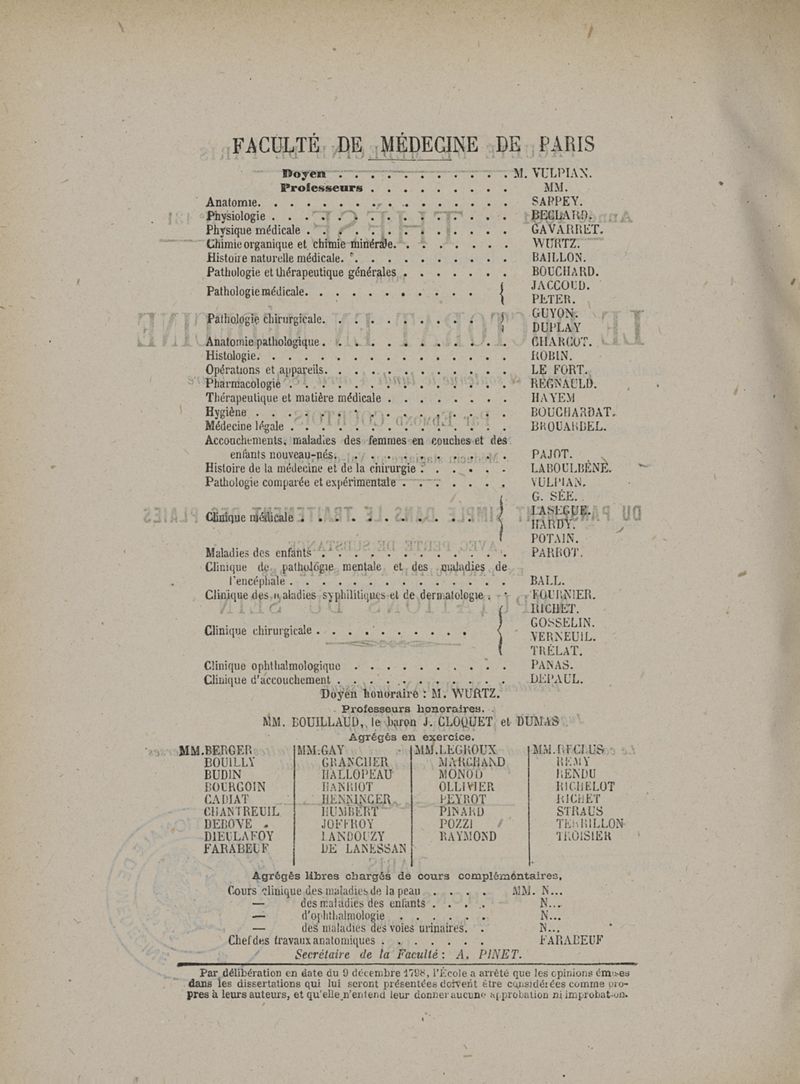 FACULTÉ DE MÉDECINE DE PARIS
Doyen . . . . . . . . . . M. VULPIAN.
Professeurs . . . . . . . . MM.
Anatomie. . . . . . . . . . . . . SAPPEY.
Physiologie . . . . . . . . . . . BÉCLARD.
Physique médicale . . . . . . . . . GAVARRET.
Chimie organique et chimie minérale. . . . . . . WURTZ.
Histoire naturelle médicale. . . . . . . . . . BAILLON.
Pathologie et thérapeutique générales . . . . . . . BOUCHARD.
Pathologie médicale. . . . . . . . . . { JACCOUD.
PETER.
Pathologie chirurgicale. . . . . . . . . . { GUYON.
DUPLAY
Anatomie pathologique. . . . . . . . . . . CHARCOT.
Histologie. . . . . . . . . . . . . ROBIN.
Opérations et appareils. . . . . . . . . . . LE FORT.
Pharmacologie . . . . . . . . . . . REGNAULD.
Thérapeutique et matière médicale . . . . . . . . HAYEM
Hygiène . . . . . . . . . . . . . BOUCHARDAT.
Médecine légale . . . . . . . . . . . . BROUARDEL.
Accouchements, maladies des femmes en couches et des
enfants nouveau-nés. . . . . . . . . . . PAJOT.
Histoire de la médecine et de la chirurgie . . . . . . LABOULBÈNE.
Pathologie comparée et expérimentale . . . . . . . VULPIAN.
G. SÉE.
Clinique médicale . . . . . . . . . . { LASEGUE.
HARDY.
POTAIN.
Maladies des enfants . . . . . . . . . . . PARROT.
Clinique de pathologie mentale et des maladies de
l'encéphale . . . . . . . . . . . . BALL.
Clinique des maladies syphilitiques et de dermatologie . . FOURNIER.
RICHET.
Clinique chirurgicale . . . . . . . . . { GOSSELIN.
VERNEUIL.
TRÉLAT.
Clinique ophthalmologique . . . . . . . . . . PANAS.
Clinique d'accouchement . . . . . . . . . . . DEPAUL.
Doyen honoraire : M. WURTZ.
Professeurs honoraires.
MM. BOUILLAUD, le baron J. CLOQUET et DUMAS
Agrégés en exercice.
MM. BERGER MM. GAY MM. LEGROUX MM. RECLUS
BOUILLY GRANCHER MARCHAND REMY
BUDIN HALLOPEAU MONOD RENDU
BOURGOIN HANRIOT OLLIVIER RICHELOT
CADIAT HENNINGER PEYROT RICHET
CHANTREUIL HUMBERT PINARD STRAUS
DEBOVE JOFFROY POZZI TERRILLON
DIEULAFOY LANDOUZY RAYMOND TROISIER
FARABEUF DE LANESSAN
Agrégés libres chargés de cours complémentaires,
Cours clinique des maladies de la peau . . . . . MM. N...
— des maladies des enfants . . . . N...
— d'ophthalmologie . . . . . . N...
— des maladies des voies urinaires. . N...
Chef des travaux anatomiques . . . . . . . FARABEUF
Secrétaire de la Faculté : A. PINET.
Par délibération en date du 9 décembre 1798, l'École a arrêté que les opinions émises
dans les dissertations qui lui seront présentées doivent être considérées comme pro-
pres à leurs auteurs, et qu'elle n'entend leur donner aucune approbation ni improbation.